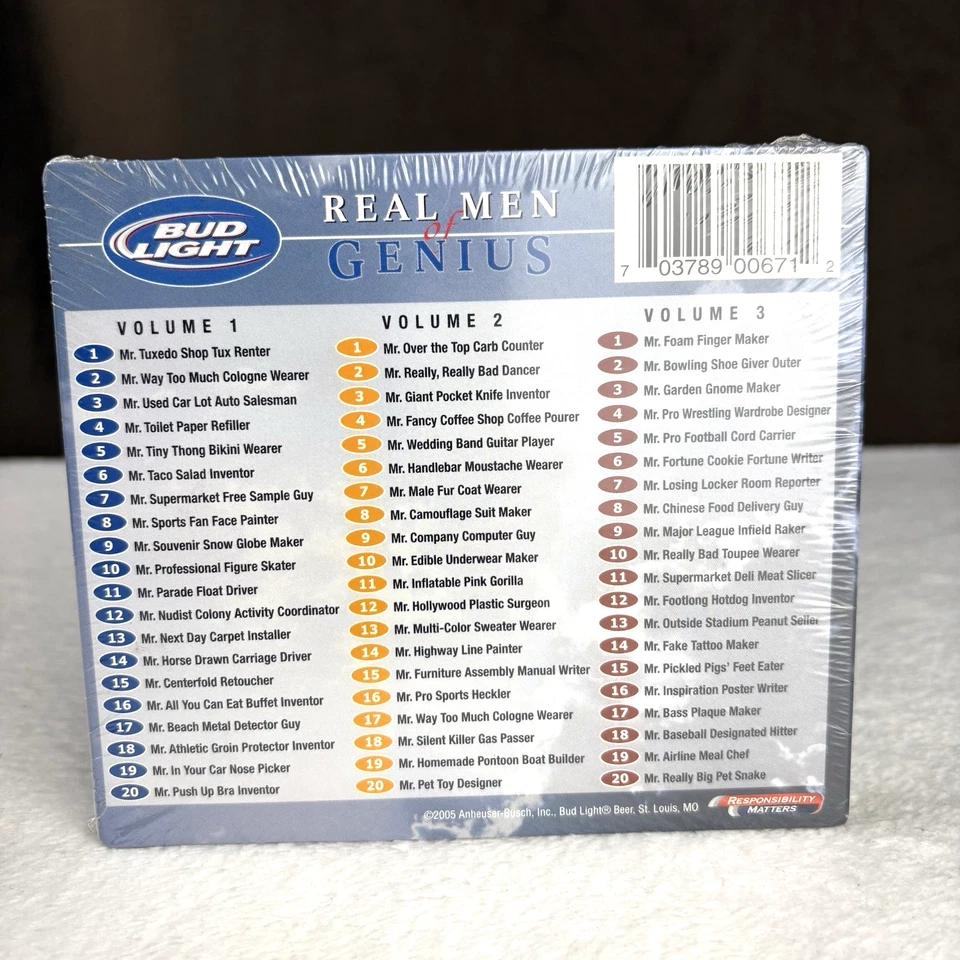 BUD
LIGHT
REAL MEN
of
GENIUS
7 03789 00671 2
VOLUME 1
1 Mr. Tuxedo Shop Tux Renter
2 Mr. Way Too Much Cologne Wearer
3 Mr. Used Car Lot Auto Salesman
4 Mr. Toilet Paper Refiller
5 Mr. Tiny Thong Bikini Wearer
6 Mr. Taco Salad Inventor
7 Mr. Supermarket Free Sample Guy
8 Mr. Sports Fan Face Painter
9 Mr. Souvenir Snow Globe Maker
10 Mr. Professional Figure Skater
11 Mr. Parade Float Driver
12 Mr. Nudist Colony Activity Coordinator
13 Mr. Next Day Carpet Installer
14 Mr. Horse Drawn Carriage Driver
15 Mr. Centerfold Retoucher
16 Mr. All You Can Eat Buffet Inventor
17 Mr. Beach Metal Detector Guy
18 Mr. Athletic Groin Protector Inventor
19 Mr. In Your Car Nose Picker
20 Mr. Push Up Bra Inventor
VOLUME 2
1 Mr. Over the Top Carb Counter
2 Mr. Really, Really Bad Dancer
3 Mr. Giant Pocket Knife Inventor
4 Mr. Fancy Coffee Shop Coffee Pourer
5 Mr. Wedding Band Guitar Player
6 Mr. Handlebar Moustache Wearer
7 Mr. Male Fur Coat Wearer
8 Mr. Camouflage Suit Maker
9 Mr. Company Computer Guy
10 Mr. Edible Underwear Maker
11 Mr. Inflatable Pink Gorilla
12 Mr. Hollywood Plastic Surgeon
13 Mr. Multi-Color Sweater Wearer
14 Mr. Highway Line Painter
15 Mr. Furniture Assembly Manual Writer
16 Mr. Pro Sports Heckler
17 Mr. Way Too Much Cologne Wearer
18 Mr. Silent Killer Gas Passer
19 Mr. Homemade Pontoon Boat Builder
20 Mr. Pet Toy Designer
VOLUME 3
1 Mr. Foam Finger Maker
2 Mr. Bowling Shoe Giver Outer
3 Mr. Garden Gnome Maker
4 Mr. Pro Wrestling Wardrobe Designer
5 Mr. Pro Football Cord Carrier
6 Mr. Fortune Cookie Fortune Writer
7 Mr. Losing Locker Room Reporter
8 Mr. Chinese Food Delivery Guy
9 Mr. Major League Infield Raker
10 Mr. Really Bad Toupee Wearer
11 Mr. Supermarket Deli Meat Slicer
12 Mr. Footlong Hotdog Inventor
13 Mr. Outside Stadium Peanut Seller
14 Mr. Fake Tattoo Maker
15 Mr. Pickled Pigs' Feet Eater
16 Mr. Inspiration Poster Writer
17 Mr. Bass Plaque Maker
18 Mr. Baseball Designated Hitter
19 Mr. Airline Meal Chef
20 Mr. Really Big Pet Snake
©2005 Anheuser-Busch, Inc., Bud Light® Beer, St. Louis, MO
RESPONSIBILITY
MATTERS